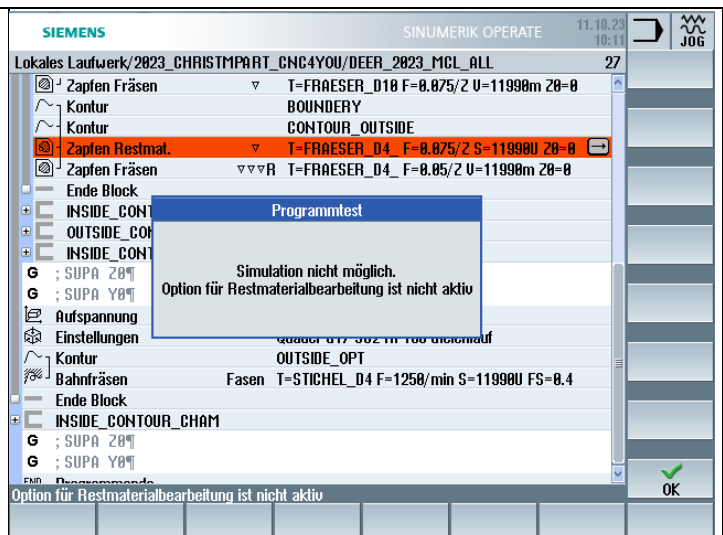 SIEMENS SINUMERIK OPERATE 11.10.23
10:11
JOG
Lokales Laufwerk/2023_CHRISTMPART_CNC4YOU/DEER_2023_MCL_ALL 27
Zapfen Fräsen ▿ T=FRAESER_D10 F=0.075/Z V=11990m Z0=0
Kontur BOUNDERY
Kontur CONTOUR_OUTSIDE
Zapfen Restmat. ▿ T=FRAESER_D4_ F=0.075/Z S=11990U Z0=0
Zapfen Fräsen ▿▿▿R T=FRAESER_D4_ F=0.05/Z V=11990m Z0=0
Ende Block
INSIDE_CONT
OUTSIDE_CON
INSIDE_CONT
Programmtest
Simulation nicht möglich.
Option für Restmaterialbearbeitung ist nicht aktiv
G ;SUPA Z0¶
G ;SUPA Y0¶
Aufspannung
Einstellungen
Kontur OUTSIDE_OPT
Bahnfräsen Fasen T=STICHEL_D4 F=1250/min S=11990U FS=0.4
Ende Block
INSIDE_CONTOUR_CHAM
G ;SUPA Z0¶
G ;SUPA Y0¶
END Programmende
Option für Restmaterialbearbeitung ist nicht aktiv
OK